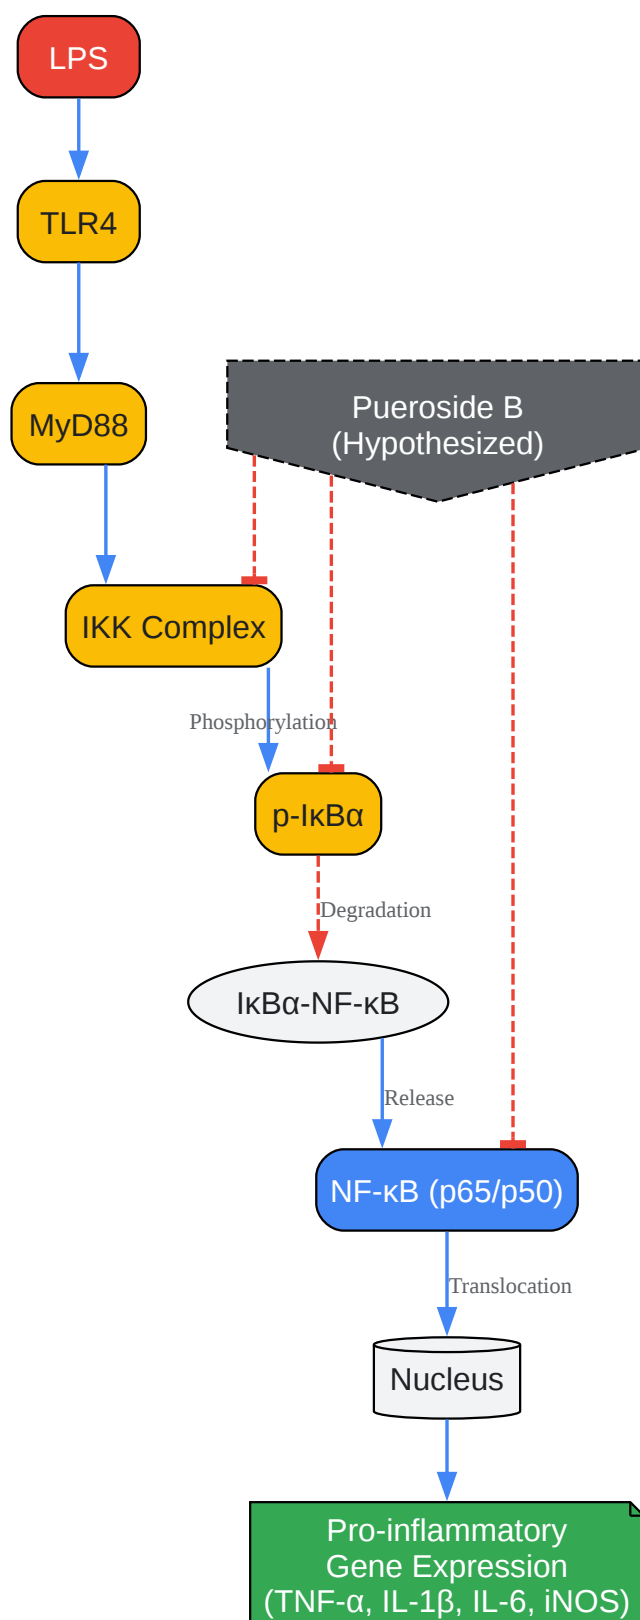 LPS
TLR4
Pueroside B
(Hypothesized)
MyD88
IKK Complex
Phosphorylation
p-IκBα
Degradation
IκBα-NF-κB
Release
NF-κB (p65/p50)
Translocation
Nucleus
Pro-inflammatory
Gene Expression
(TNF-α, IL-1β, IL-6, iNOS)